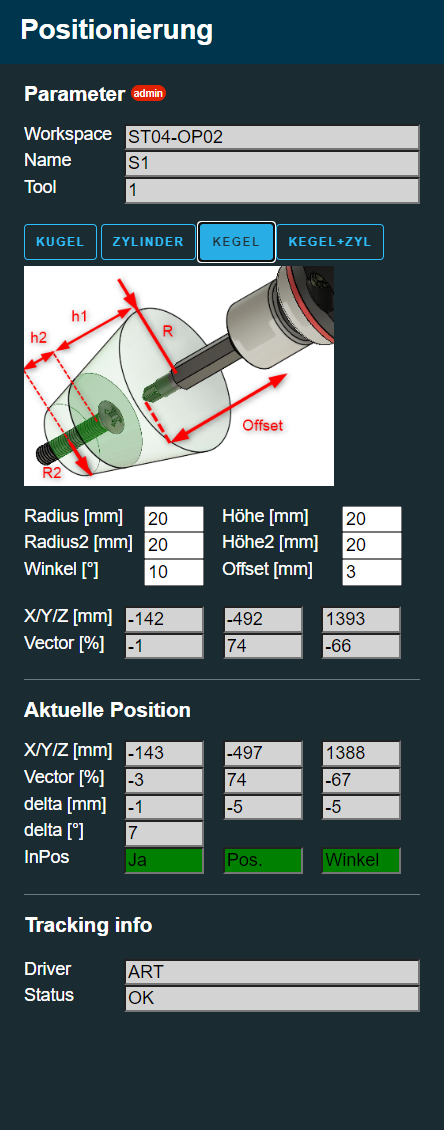 Positionierung
Parameter admin
Workspace ST04-OP02
Name S1
Tool 1
KUGEL ZYLINDER KEGEL KEGEL+ZYL
h1
h2
R
Offset
R2
Radius [mm] 20 Höhe [mm] 20
Radius2 [mm] 20 Höhe2 [mm] 20
Winkel [°] 10 Offset [mm] 3
X/Y/Z [mm] -142 -492 1393
Vector [%] -1 74 -66
Aktuelle Position
X/Y/Z [mm] -143 -497 1388
Vector [%] -3 74 -67
delta [mm] -1 -5 -5
delta [°] 7
InPos Ja Pos. Winkel
Tracking info
Driver ART
Status OK